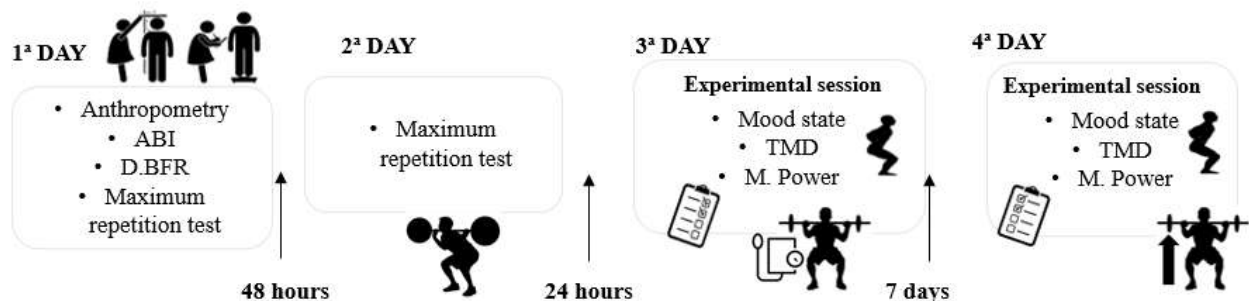 1ª DAY
• Anthropometry
• ABI
• D.BFR
• Maximum
repetition test
48 hours
2ª DAY
• Maximum
repetition test
24 hours
3ª DAY
Experimental session
• Mood state
• TMD
• M. Power
7 days
4ª DAY
Experimental session
• Mood state
• TMD
• M. Power